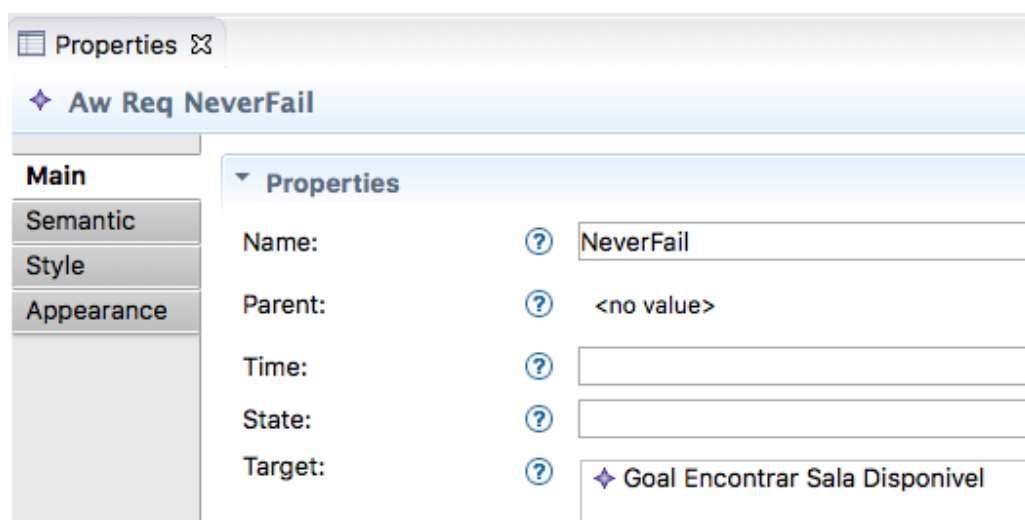 Properties
Aw Req NeverFail
Main
Semantic
Style
Appearance
Properties
Name: NeverFail
Parent: <no value>
Time:
State:
Target: Goal Encontrar Sala Disponivel